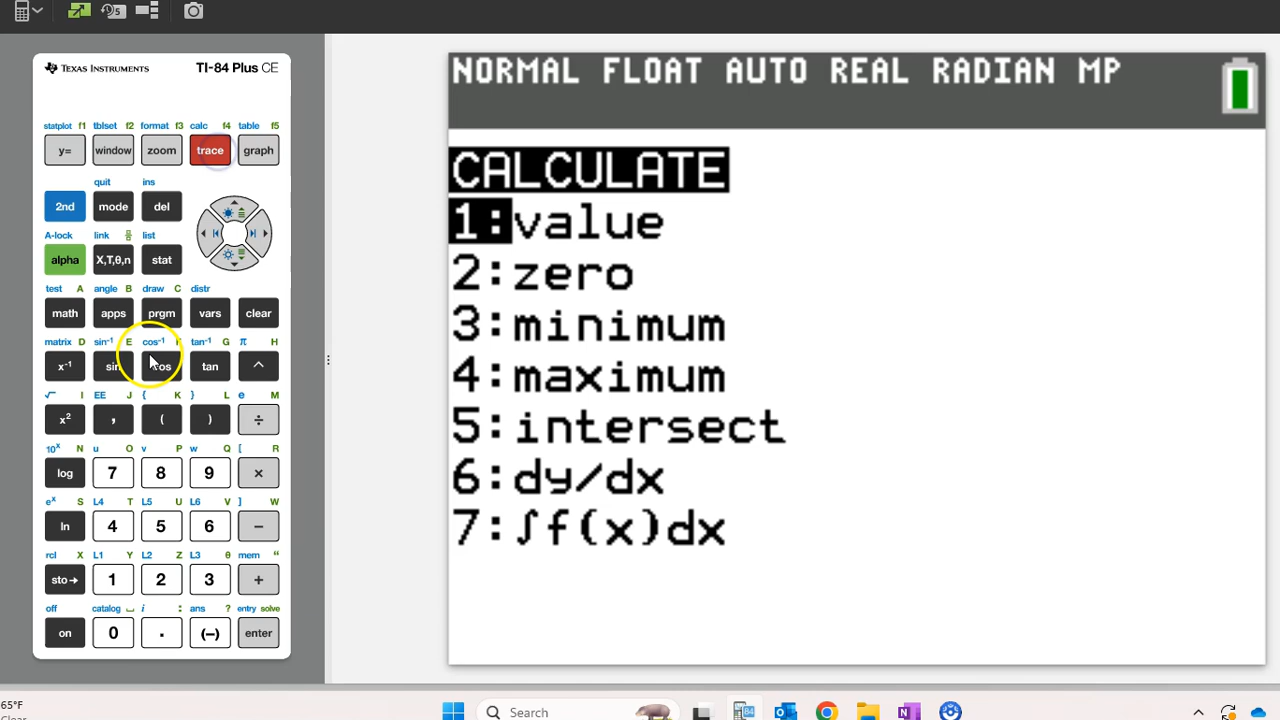 TEXAS INSTRUMENTS TI-84 Plus CE
statplot f1 tblset f2 format f3 calc f4 table f5
y= window zoom trace graph
quit ins
2nd mode del
A-lock link list
alpha X,T,θ,n stat
test A angle B draw C distr
math apps prgm vars clear
matrix D sin⁻¹ E cos⁻¹ tan⁻¹ G π H
x⁻¹ sin cos tan ^
√ I EE J { K } L e M
x² , ( ) ÷
10ˣ N u O v P w Q [ R
log 7 8 9 ×
eˣ S L4 T L5 U L6 V ] W
ln 4 5 6 −
rcl X L1 Y L2 Z L3 θ mem "
sto→ 1 2 3 +
off catalog ⎵ i : ans ? entry solve
on 0 . (−) enter
NORMAL FLOAT AUTO REAL RADIAN MP
CALCULATE
1:value
2:zero
3:minimum
4:maximum
5:intersect
6:dy/dx
7:∫f(x)dx
65°F
Clear
Search
84